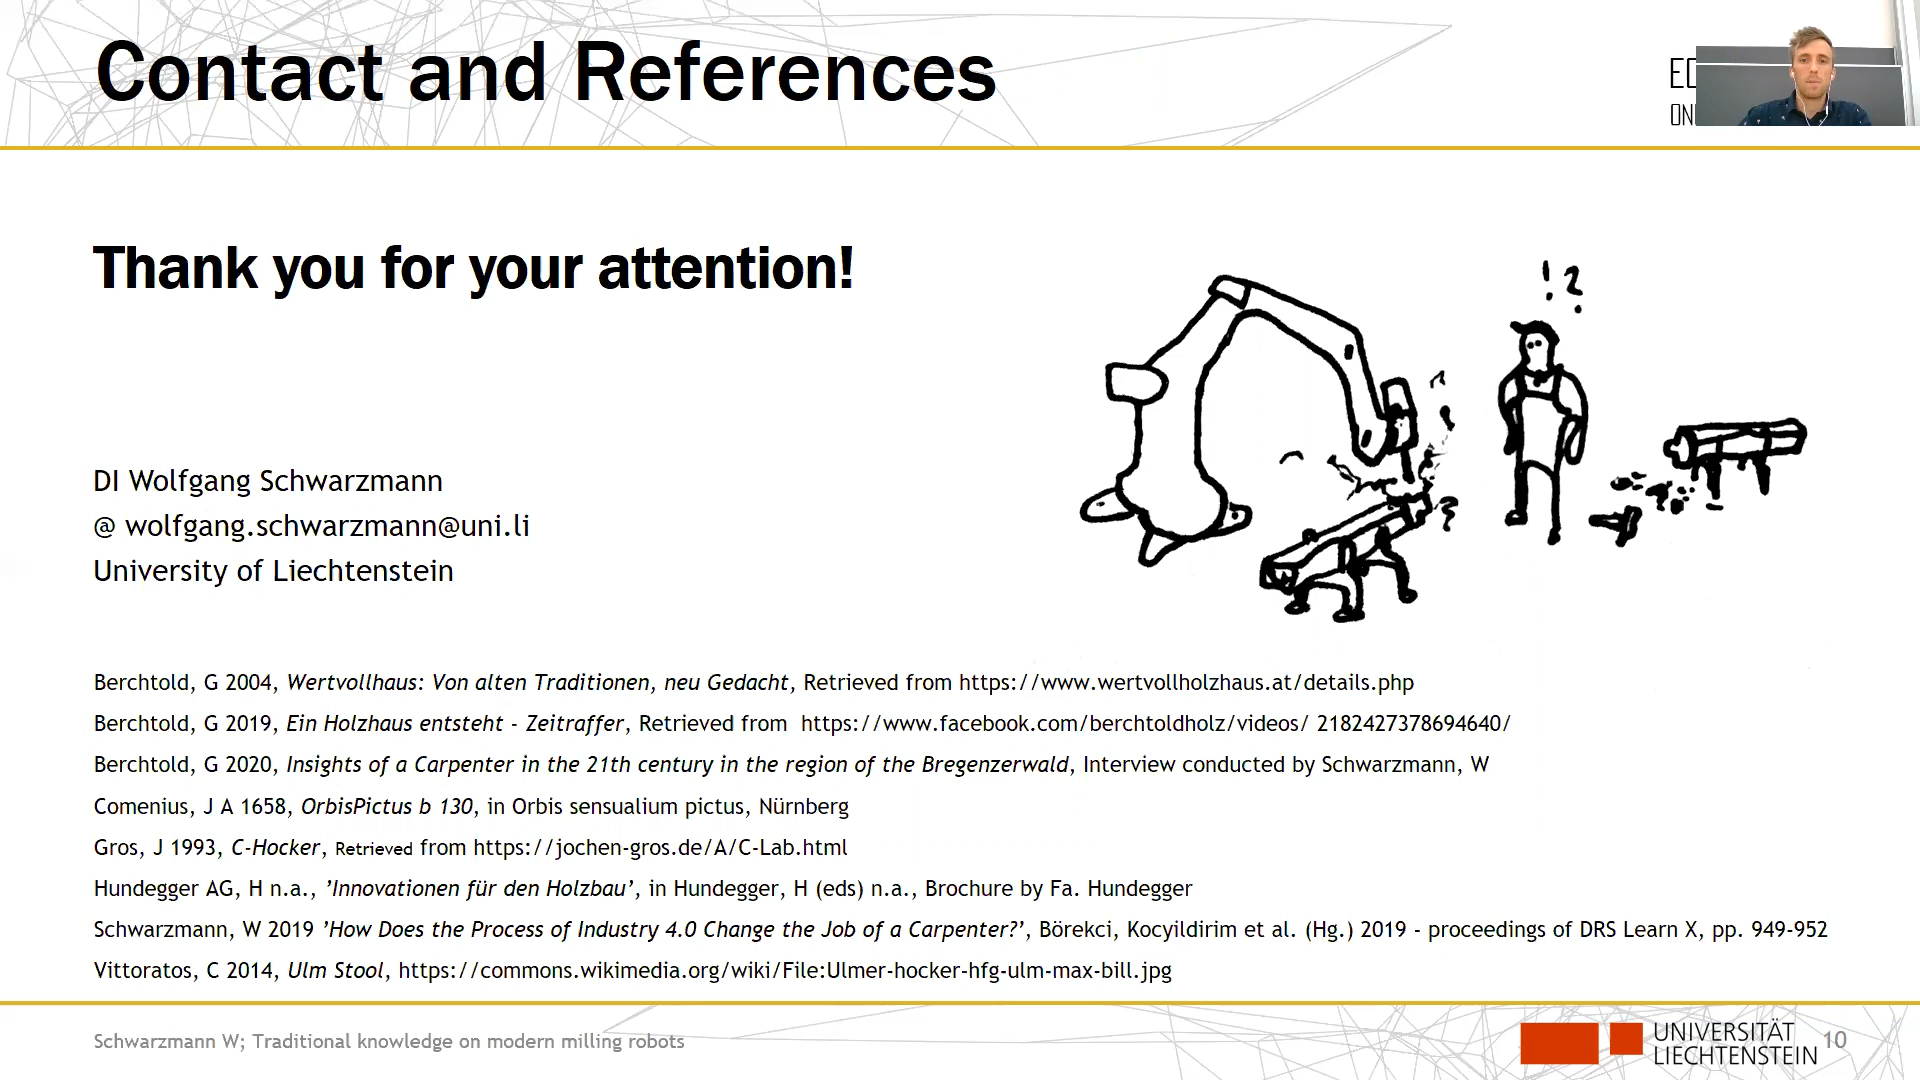 Contact and References
Thank you for your attention!
! ?
DI Wolfgang Schwarzmann
@ wolfgang.schwarzmann@uni.li
University of Liechtenstein
Berchtold, G 2004, Wertvollhaus: Von alten Traditionen, neu Gedacht, Retrieved from https://www.wertvollholzhaus.at/details.php
Berchtold, G 2019, Ein Holzhaus entsteht - Zeitraffer, Retrieved from https://www.facebook.com/berchtoldholz/videos/ 2182427378694640/
Berchtold, G 2020, Insights of a Carpenter in the 21th century in the region of the Bregenzerwald, Interview conducted by Schwarzmann, W
Comenius, J A 1658, OrbisPictus b 130, in Orbis sensualium pictus, Nürnberg
Gros, J 1993, C-Hocker, Retrieved from https://jochen-gros.de/A/C-Lab.html
Hundegger AG, H n.a., ’Innovationen für den Holzbau’, in Hundegger, H (eds) n.a., Brochure by Fa. Hundegger
Schwarzmann, W 2019 ’How Does the Process of Industry 4.0 Change the Job of a Carpenter?’, Börekci, Kocyildirim et al. (Hg.) 2019 - proceedings of DRS Learn X, pp. 949-952
Vittoratos, C 2014, Ulm Stool, https://commons.wikimedia.org/wiki/File:Ulmer-hocker-hfg-ulm-max-bill.jpg
Schwarzmann W; Traditional knowledge on modern milling robots
UNIVERSITÄT
LIECHTENSTEIN
10